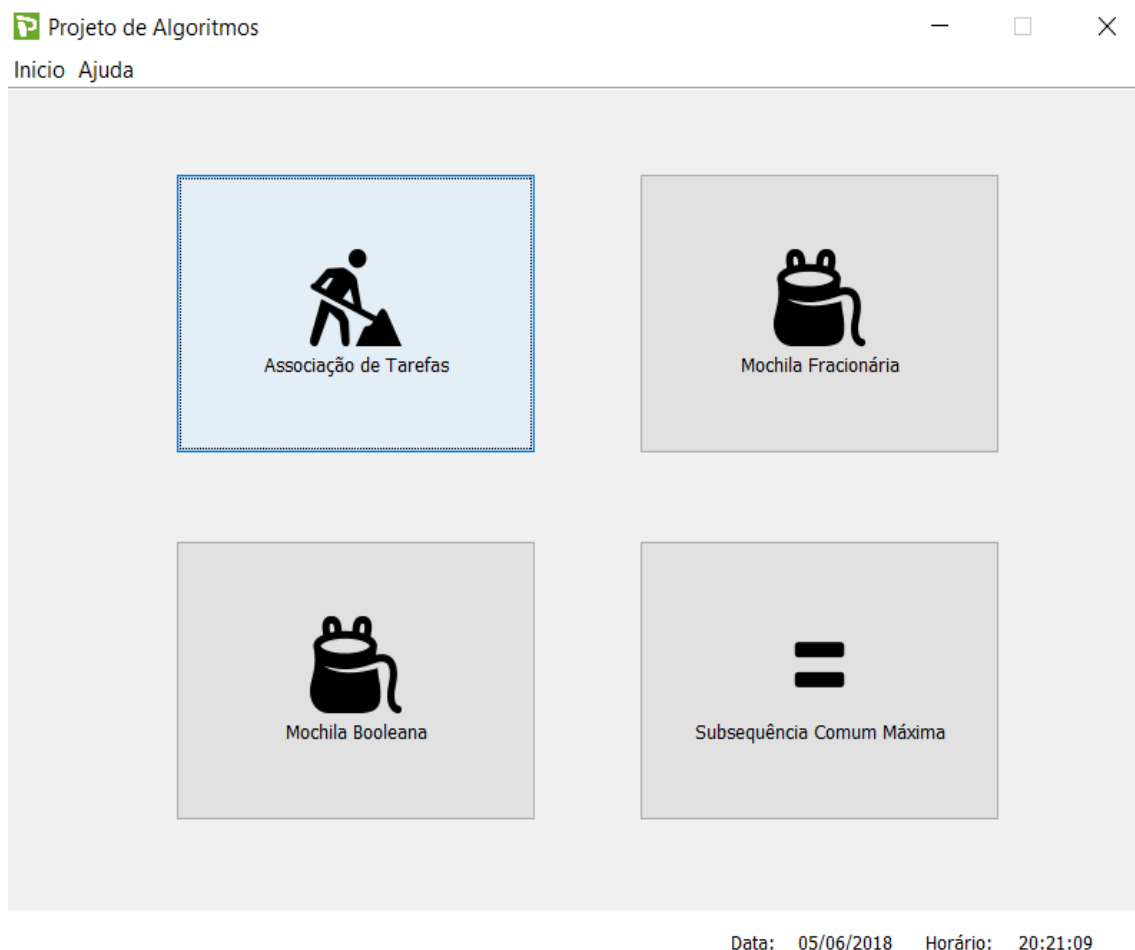 Projeto de Algoritmos
Inicio Ajuda
Associação de Tarefas
Mochila Fracionária
Mochila Booleana
Subsequência Comum Máxima
Data: 05/06/2018 Horário: 20:21:09